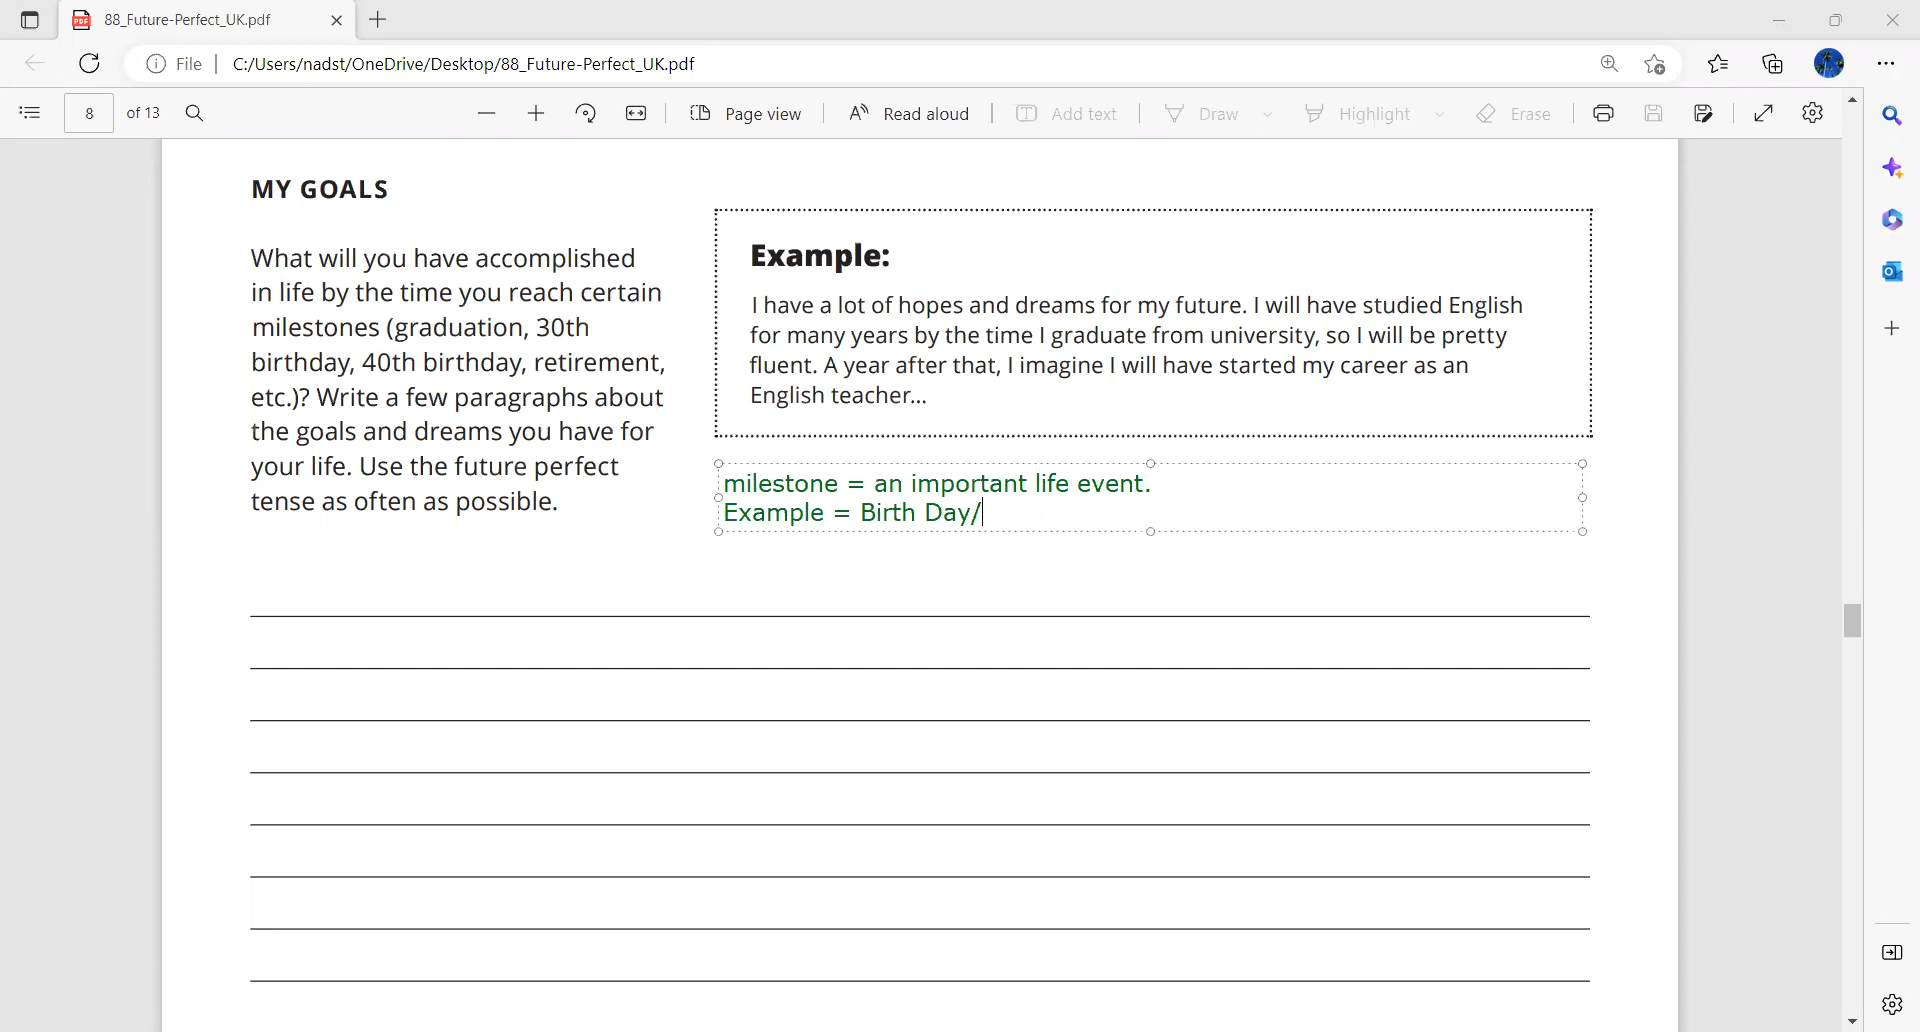 88_Future-Perfect_UK.pdf
File
C:/Users/nadst/OneDrive/Desktop/88_Future-Perfect_UK.pdf
8 of 13
Page view
Read aloud
Add text
Draw
Highlight
Erase
MY GOALS
What will you have accomplished
in life by the time you reach certain
milestones (graduation, 30th
birthday, 40th birthday, retirement,
etc.)? Write a few paragraphs about
the goals and dreams you have for
your life. Use the future perfect
tense as often as possible.
Example:
I have a lot of hopes and dreams for my future. I will have studied English
for many years by the time I graduate from university, so I will be pretty
fluent. A year after that, I imagine I will have started my career as an
English teacher...
milestone = an important life event.
Example = Birth Day/